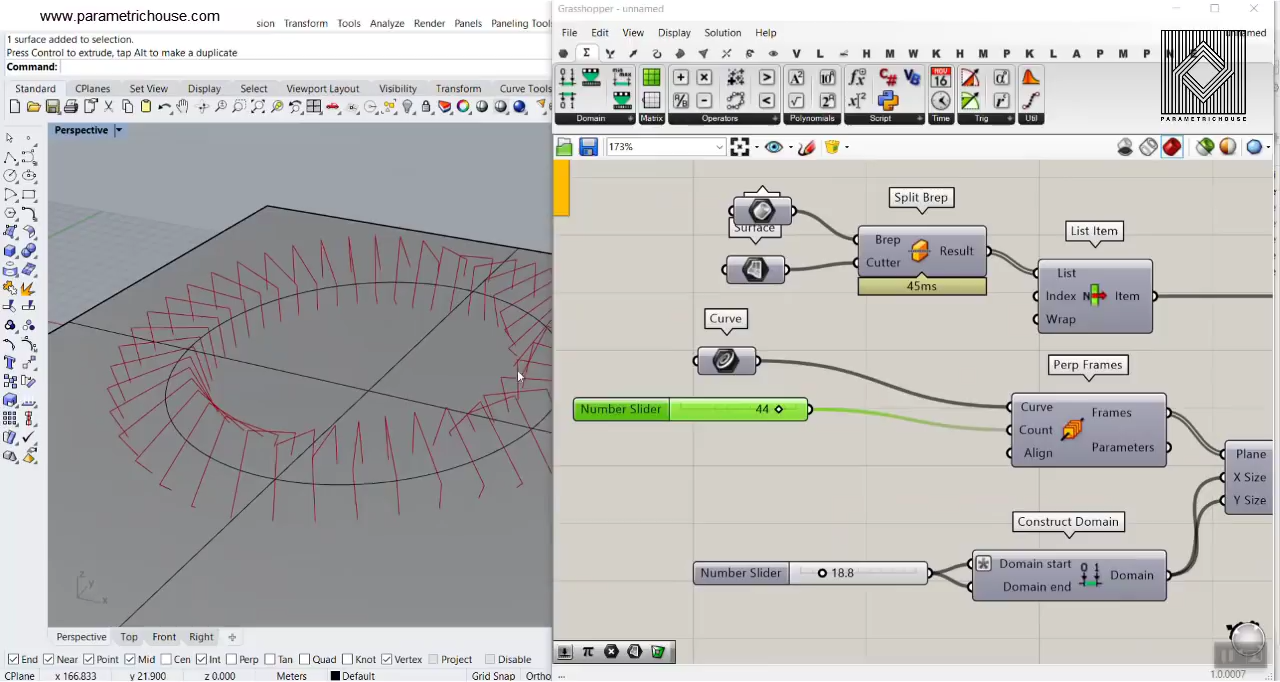 www.parametrichouse.com
sion Transform Tools Analyze Render Panels Paneling Tools
1 surface added to selection.
Press Control to extrude, tap Alt to make a duplicate
Command:
Standard CPlanes Set View Display Select Viewport Layout Visibility Transform Curve Tools
Perspective
z
y
x
Perspective Top Front Right
End Near Point Mid Cen Int Perp Tan Quad Knot Vertex Project Disable
CPlane x 166.833 y 21.900 z 0.000 Meters Default Grid Snap Ortho
Grasshopper - unnamed
File Edit View Display Solution Help
unnamed
Domain Matrix Operators Polynomials Script Time Trig Util
PARAMETRICHOUSE
173%
Surface
Split Brep
Brep
Cutter
Result
45ms
List Item
List
Index
Wrap
Item
Curve
Number Slider 44
Perp Frames
Curve
Count
Align
Frames
Parameters
Plane
X Size
Y Size
Construct Domain
Number Slider 18.8
Domain start
Domain end
Domain
1.0.0007